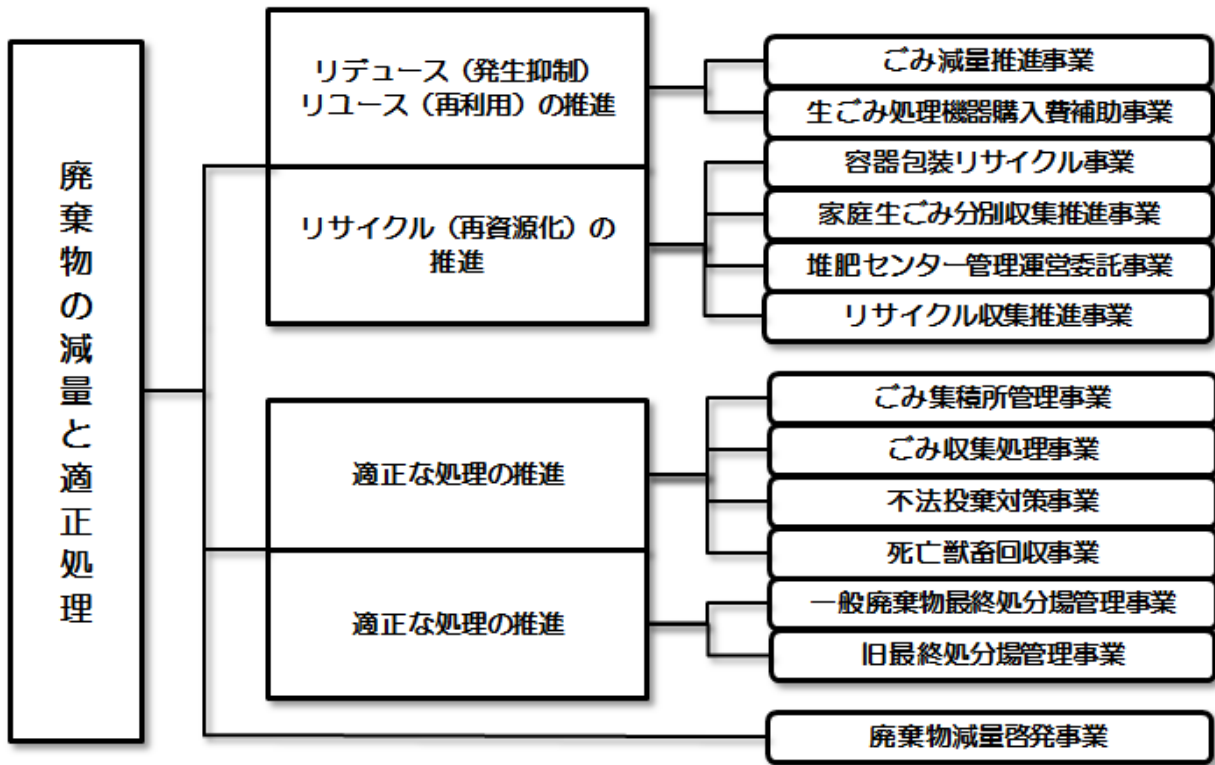 廃棄物の減量と適正処理
リデュース（発生抑制）
リユース（再利用）の推進
リサイクル（再資源化）の
推進
適正な処理の推進
適正な処理の推進
ごみ減量推進事業
生ごみ処理機器購入費補助事業
容器包装リサイクル事業
家庭生ごみ分別収集推進事業
堆肥センター管理運営委託事業
リサイクル収集推進事業
ごみ集積所管理事業
ごみ収集処理事業
不法投棄対策事業
死亡獣畜回収事業
一般廃棄物最終処分場管理事業
旧最終処分場管理事業
廃棄物減量啓発事業